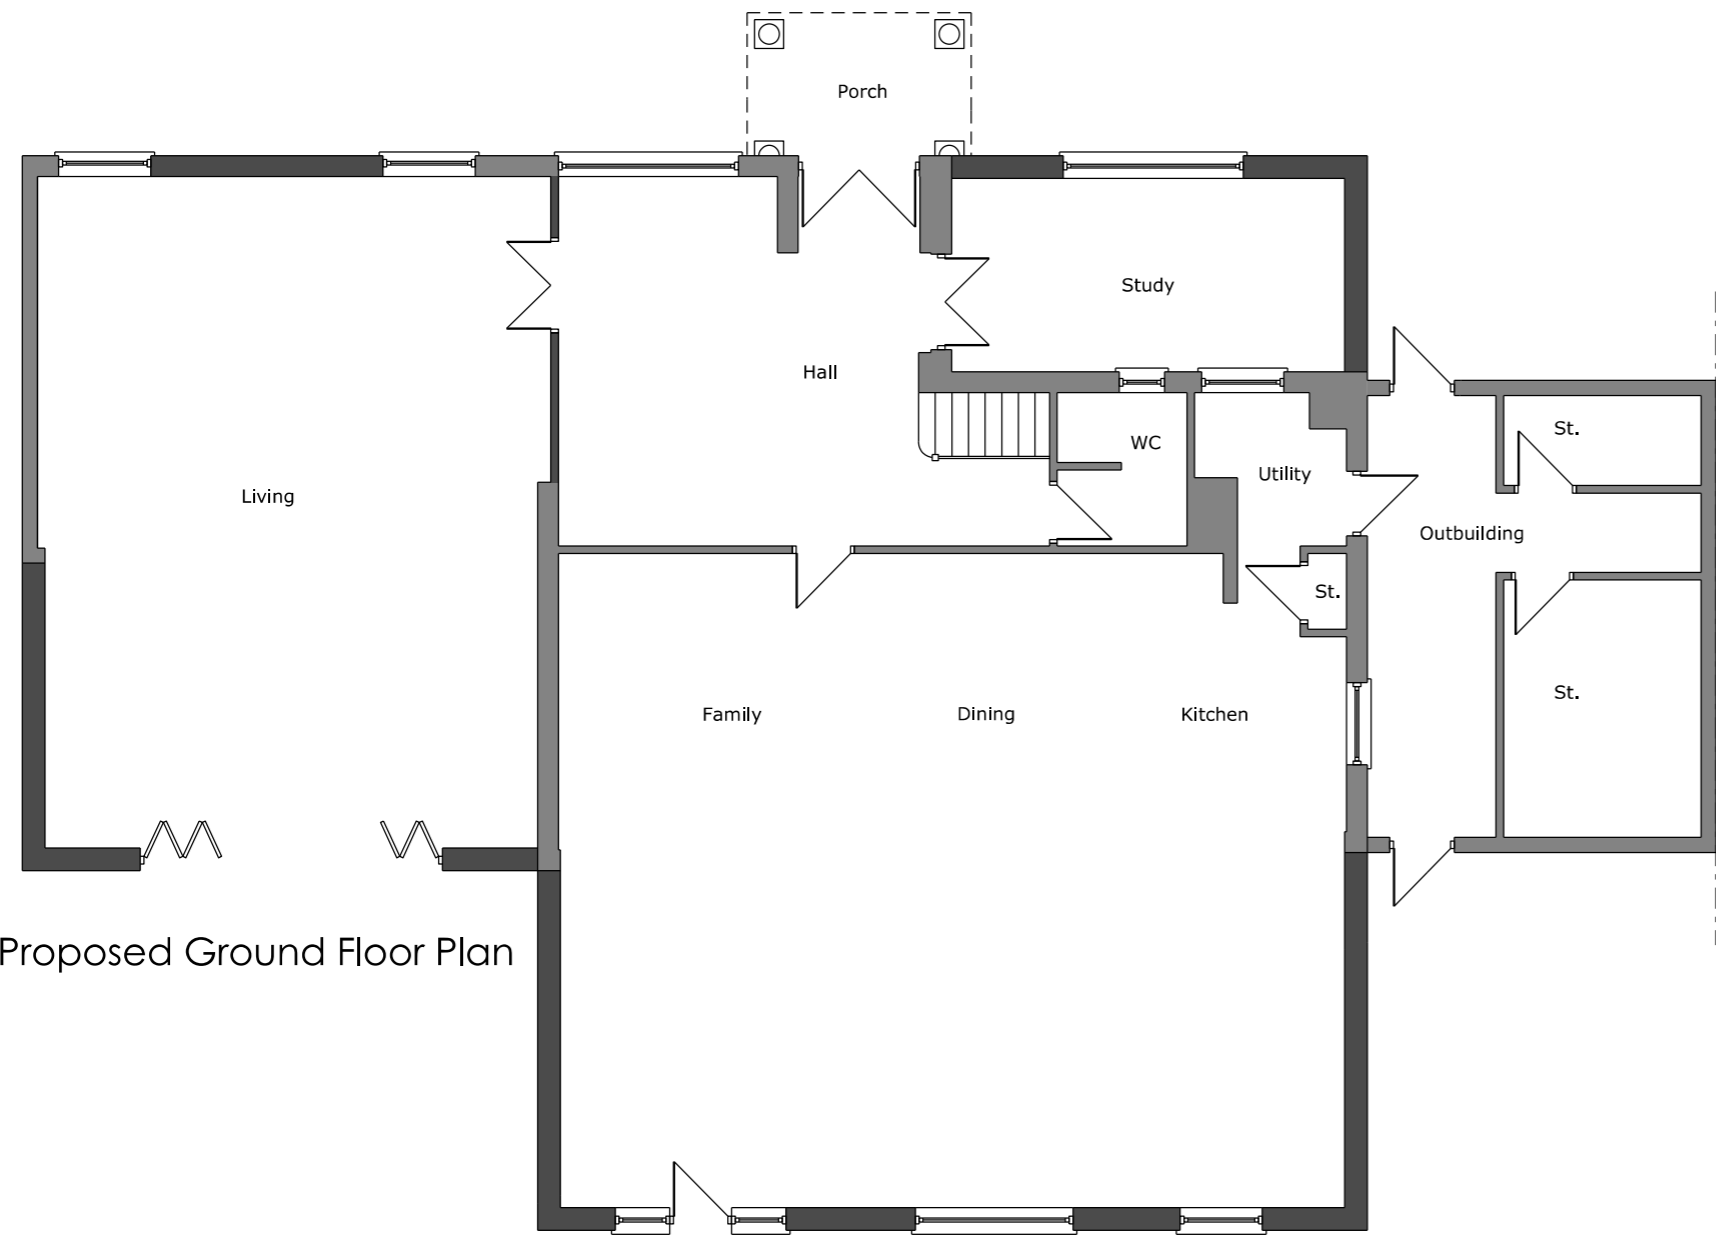 Porch
Study
Hall
St.
WC
Utility
Living
Outbuilding
St.
St.
Family
Dining
Kitchen
Proposed Ground Floor Plan